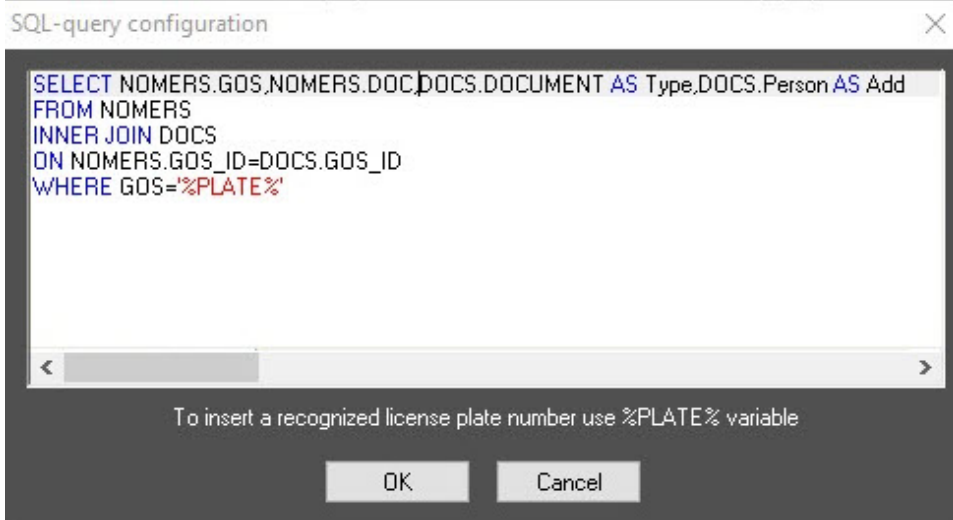 SQL-query configuration
SELECT NOMERS.GOS,NOMERS.DOC,DOCS.DOCUMENT AS Type,DOCS.Person AS Add
FROM NOMERS
INNER JOIN DOCS
ON NOMERS.GOS_ID=DOCS.GOS_ID
WHERE GOS='%PLATE%'
To insert a recognized license plate number use %PLATE% variable
OK Cancel